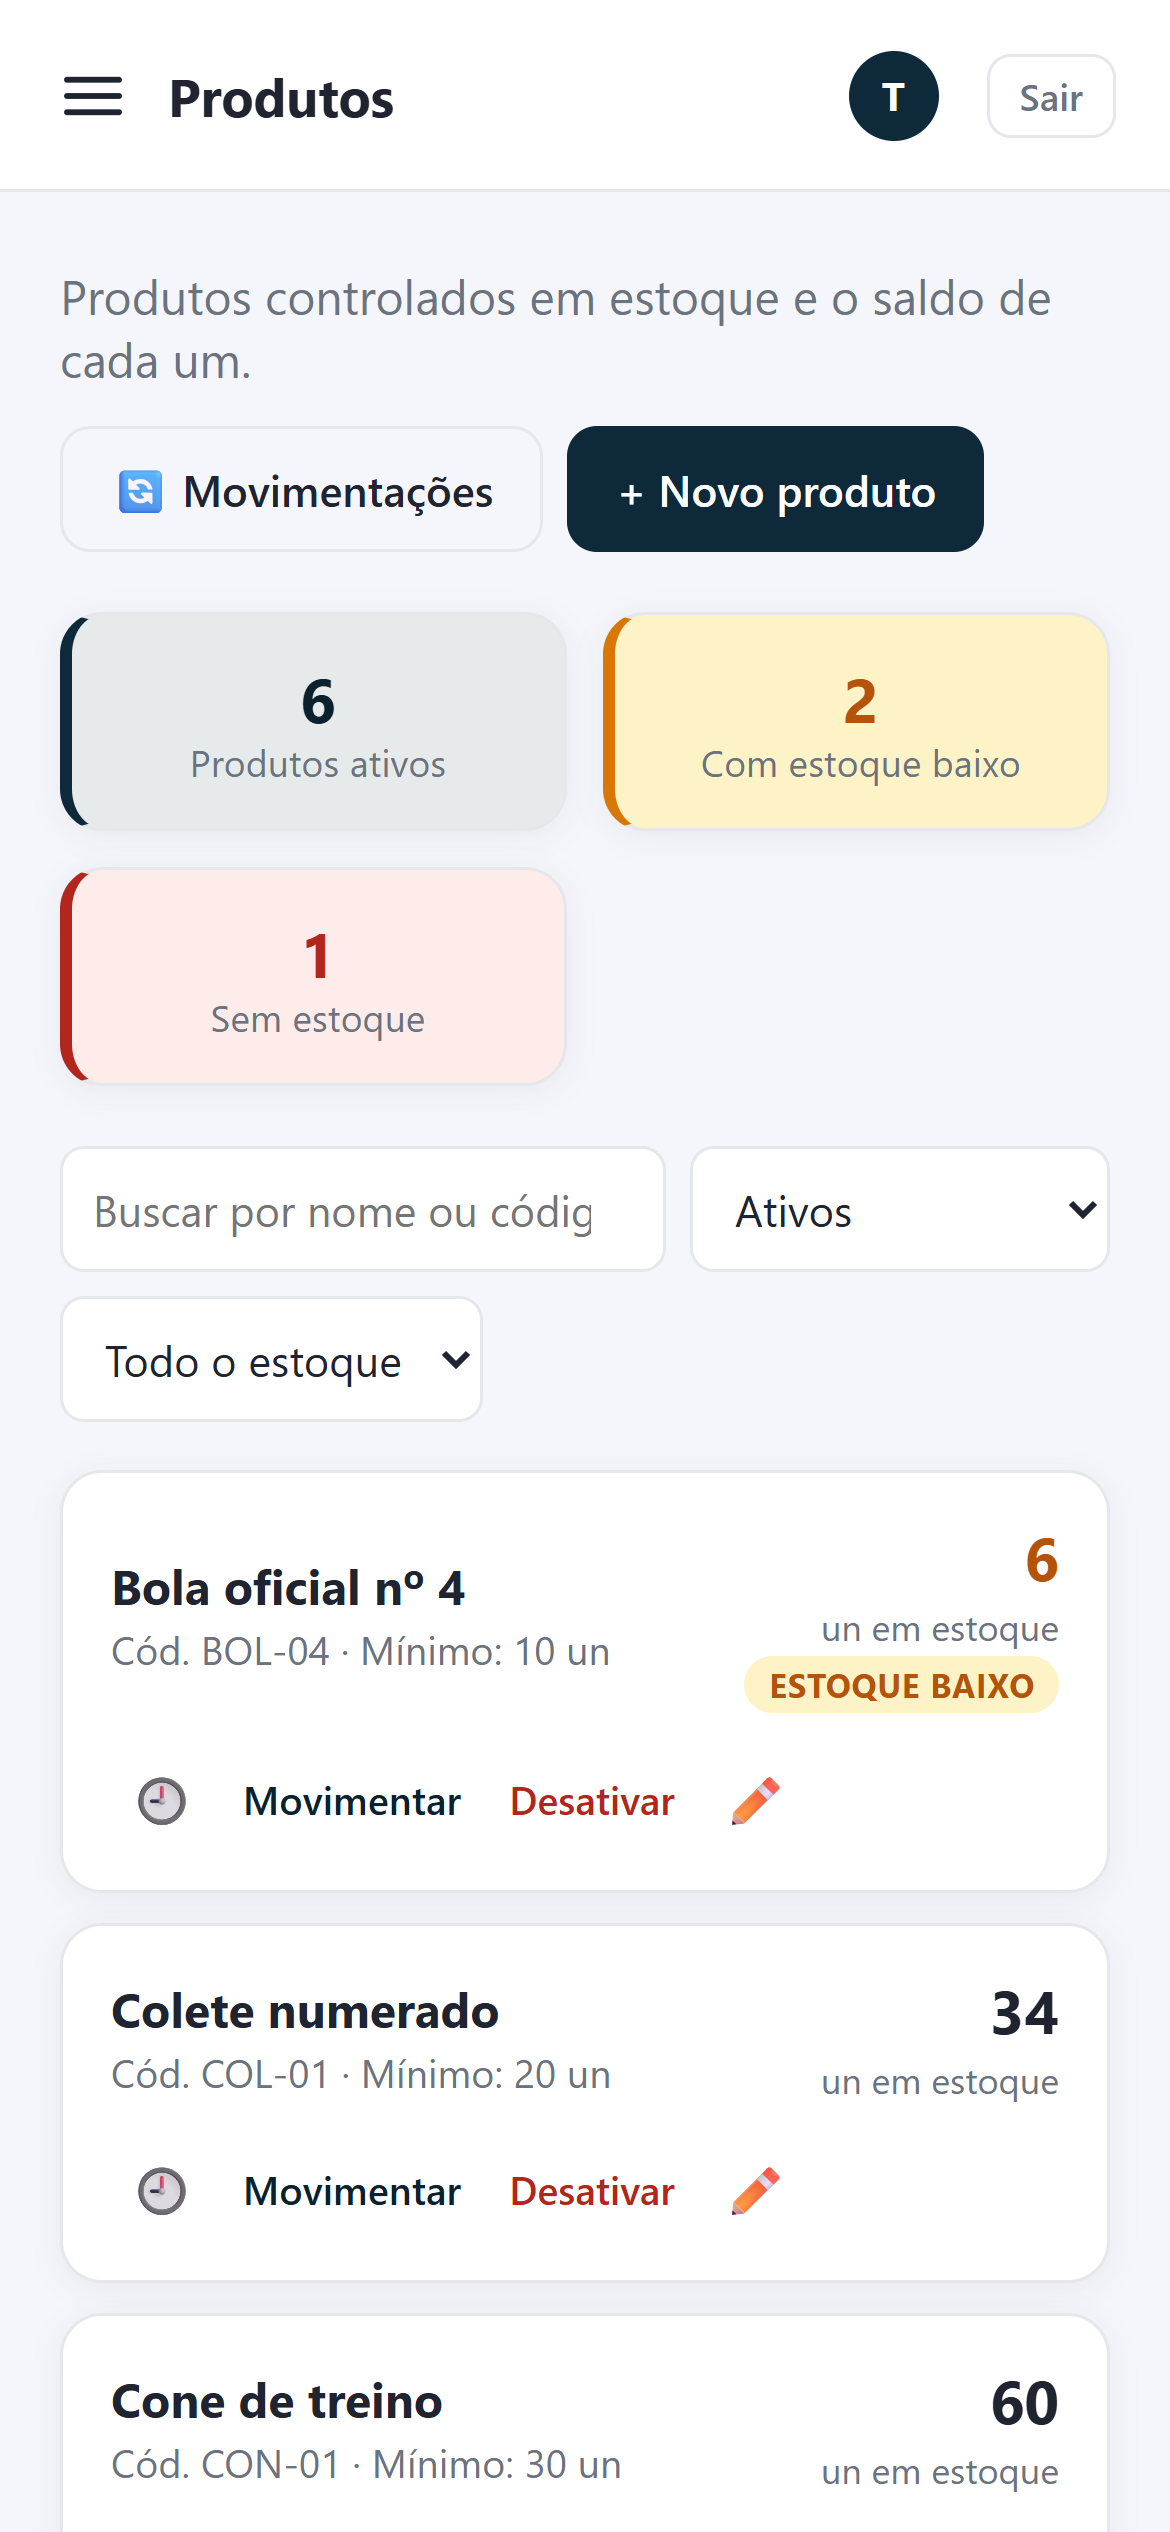 Produtos
T
Sair
Produtos controlados em estoque e o saldo de
cada um.
Movimentações
+ Novo produto
6
Produtos ativos
2
Com estoque baixo
1
Sem estoque
Buscar por nome ou códig
Ativos
Todo o estoque
Bola oficial nº 4
Cód. BOL-04 · Mínimo: 10 un
6
un em estoque
ESTOQUE BAIXO
Movimentar
Desativar
Colete numerado
Cód. COL-01 · Mínimo: 20 un
34
un em estoque
Movimentar
Desativar
Cone de treino
Cód. CON-01 · Mínimo: 30 un
60
un em estoque